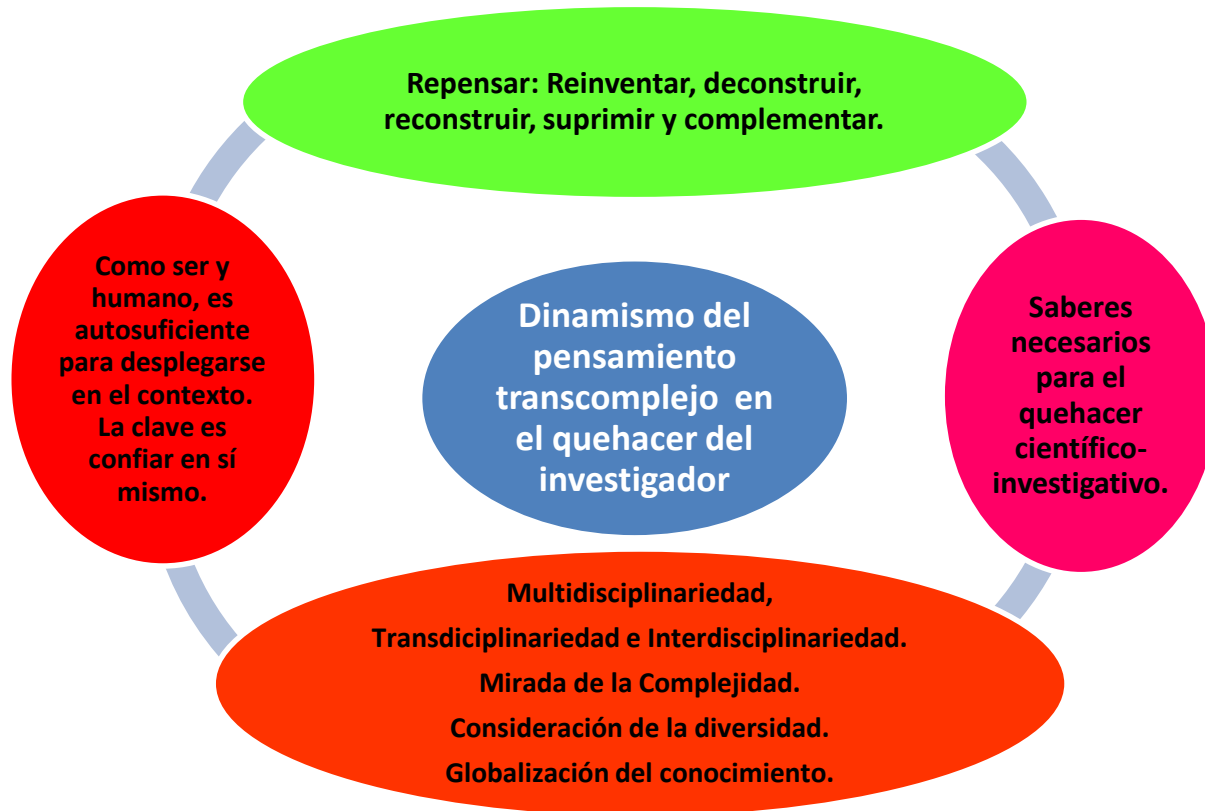 Repensar: Reinventar, deconstruir,
reconstruir, suprimir y complementar.
Como ser y
humano, es
autosuficiente
para desplegarse
en el contexto.
La clave es
confiar en sí
mismo.
Dinamismo del
pensamiento
transcomplejo en
el quehacer del
investigador
Saberes
necesarios
para el
quehacer
científico-
investigativo.
Multidisciplinariedad,
Transdiciplinariedad e Interdisciplinariedad.
Mirada de la Complejidad.
Consideración de la diversidad.
Globalización del conocimiento.